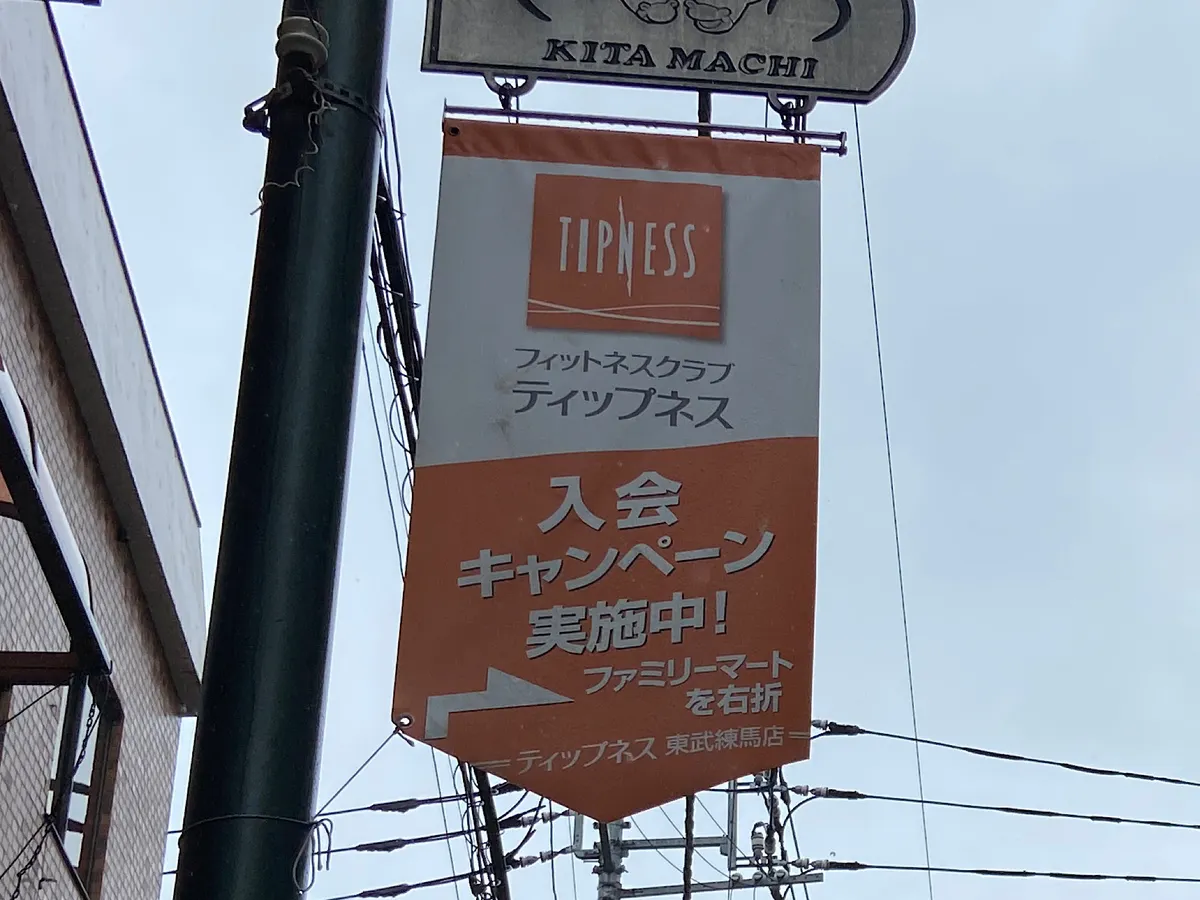 KITA MACHI
TIPNESS
フィットネスクラブ
ティップネス
入会
キャンペーン
実施中!
ファミリーマート
を右折
ティップネス 東武練馬店